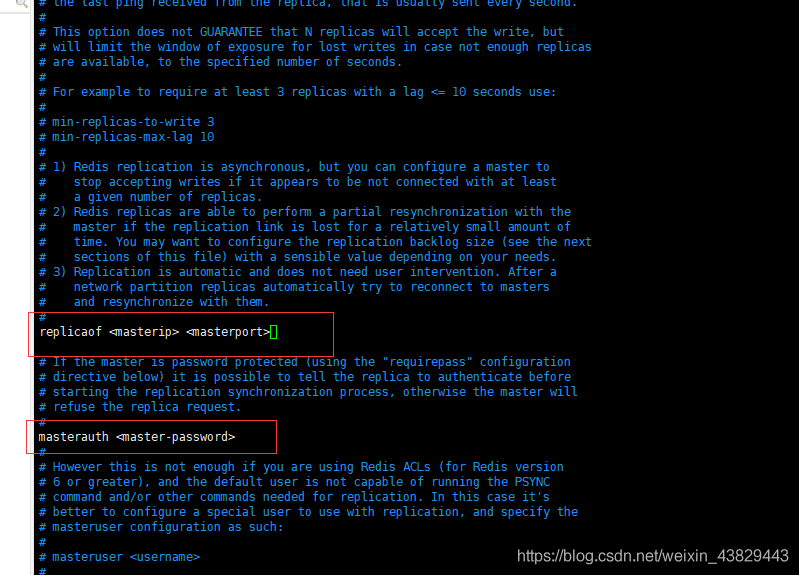 # the last ping received from the replica, that is usually sent every second.
#
# This option does not GUARANTEE that N replicas will accept the write, but
# will limit the window of exposure for lost writes in case not enough replicas
# are available, to the specified number of seconds.
#
# For example to require at least 3 replicas with a lag <= 10 seconds use:
#
# min-replicas-to-write 3
# min-replicas-max-lag 10
#
# 1) Redis replication is asynchronous, but you can configure a master to
#    stop accepting writes if it appears to be not connected with at least
#    a given number of replicas.
# 2) Redis replicas are able to perform a partial resynchronization with the
#    master if the replication link is lost for a relatively small amount of
#    time. You may want to configure the replication backlog size (see the next
#    sections of this file) with a sensible value depending on your needs.
# 3) Replication is automatic and does not need user intervention. After a
#    network partition replicas automatically try to reconnect to masters
#    and resynchronize with them.
#
replicaof <masterip> <masterport>
# If the master is password protected (using the "requirepass" configuration
# directive below) it is possible to tell the replica to authenticate before
# starting the replication synchronization process, otherwise the master will
# refuse the replica request.
#
masterauth <master-password>
#
# However this is not enough if you are using Redis ACLs (for Redis version
# 6 or greater), and the default user is not capable of running the PSYNC
# command and/or other commands needed for replication. In this case it's
# better to configure a special user to use with replication, and specify the
# masteruser configuration as such:
#
# masteruser <username>
#
https://blog.csdn.net/weixin_43829443